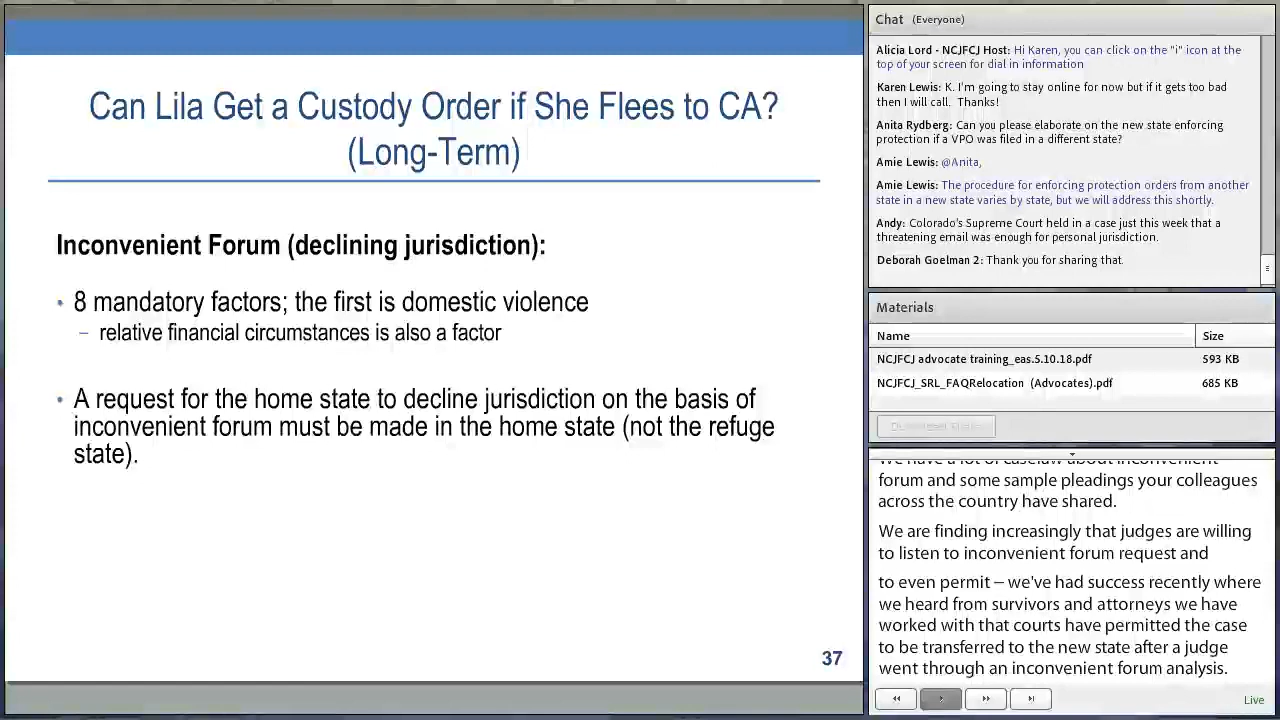 Can Lila Get a Custody Order if She Flees to CA?
(Long-Term)
Inconvenient Forum (declining jurisdiction):
• 8 mandatory factors; the first is domestic violence
– relative financial circumstances is also a factor
• A request for the home state to decline jurisdiction on the basis of
inconvenient forum must be made in the home state (not the refuge
state).
37
Chat (Everyone)
Alicia Lord - NCJFCJ Host: Hi Karen, you can click on the "i" icon at the
top of your screen for dial in information
Karen Lewis: K. I'm going to stay online for now but if it gets too bad
then I will call. Thanks!
Anita Rydberg: Can you please elaborate on the new state enforcing
protection if a VPO was filed in a different state?
Amie Lewis: @Anita,
Amie Lewis: The procedure for enforcing protection orders from another
state in a new state varies by state, but we will address this shortly.
Andy: Colorado's Supreme Court held in a case just this week that a
threatening email was enough for personal jurisdiction.
Deborah Goelman 2: Thank you for sharing that.
Materials
Name Size
NCJFCJ advocate training_eas.5.10.18.pdf 593 KB
NCJFCJ_SRL_FAQRelocation (Advocates).pdf 685 KB
We have a lot of caselaw about inconvenient
forum and some sample pleadings your colleagues
across the country have shared.
We are finding increasingly that judges are willing
to listen to inconvenient forum request and
to even permit – we've had success recently where
we heard from survivors and attorneys we have
worked with that courts have permitted the case
to be transferred to the new state after a judge
went through an inconvenient forum analysis.
Live